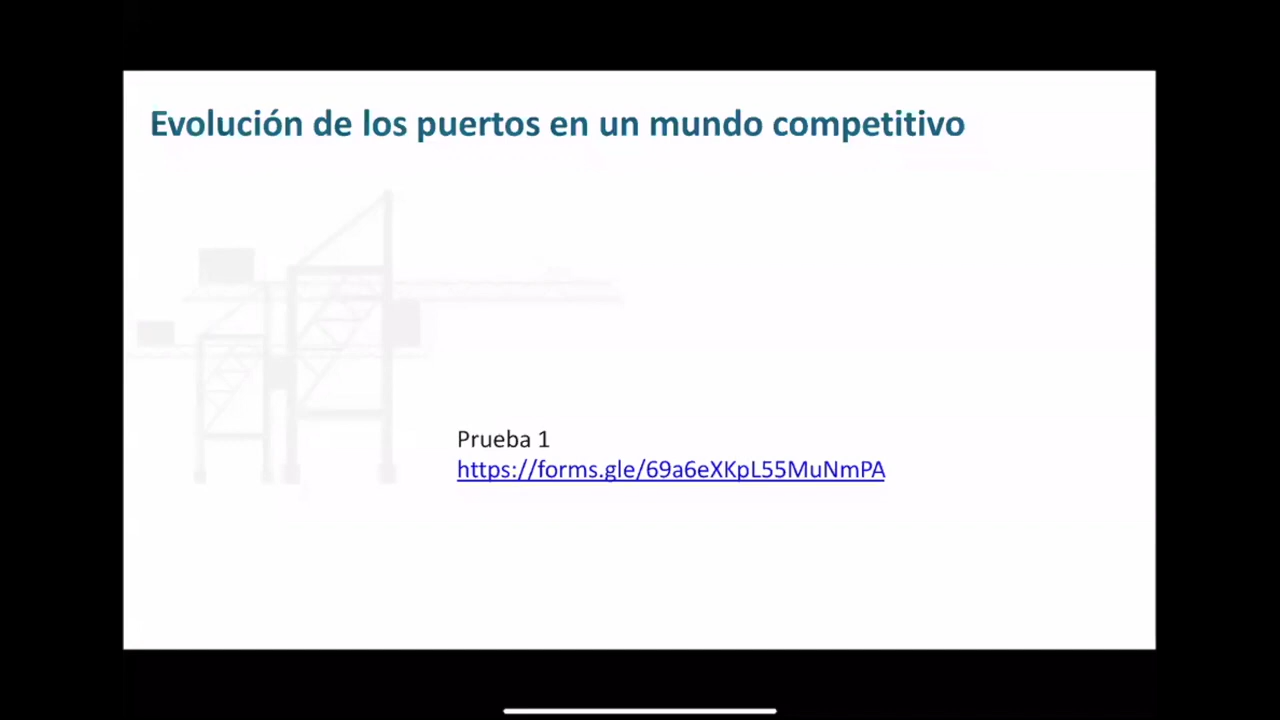 Evolución de los puertos en un mundo competitivo
Prueba 1
https://forms.gle/69a6eXKpL55MuNmPA